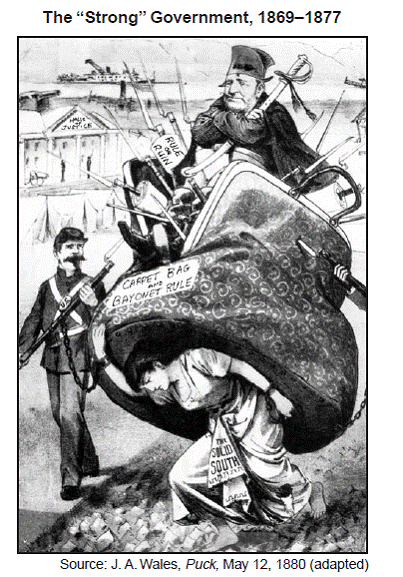 The “Strong” Government, 1869–1877
HALLS
OF
JUSTICE
RULE
OR
RUIN
CARPET BAG
AND
BAYONET RULE
U.S.
THE
SOLID
SOUTH
Source: J. A. Wales, Puck, May 12, 1880 (adapted)